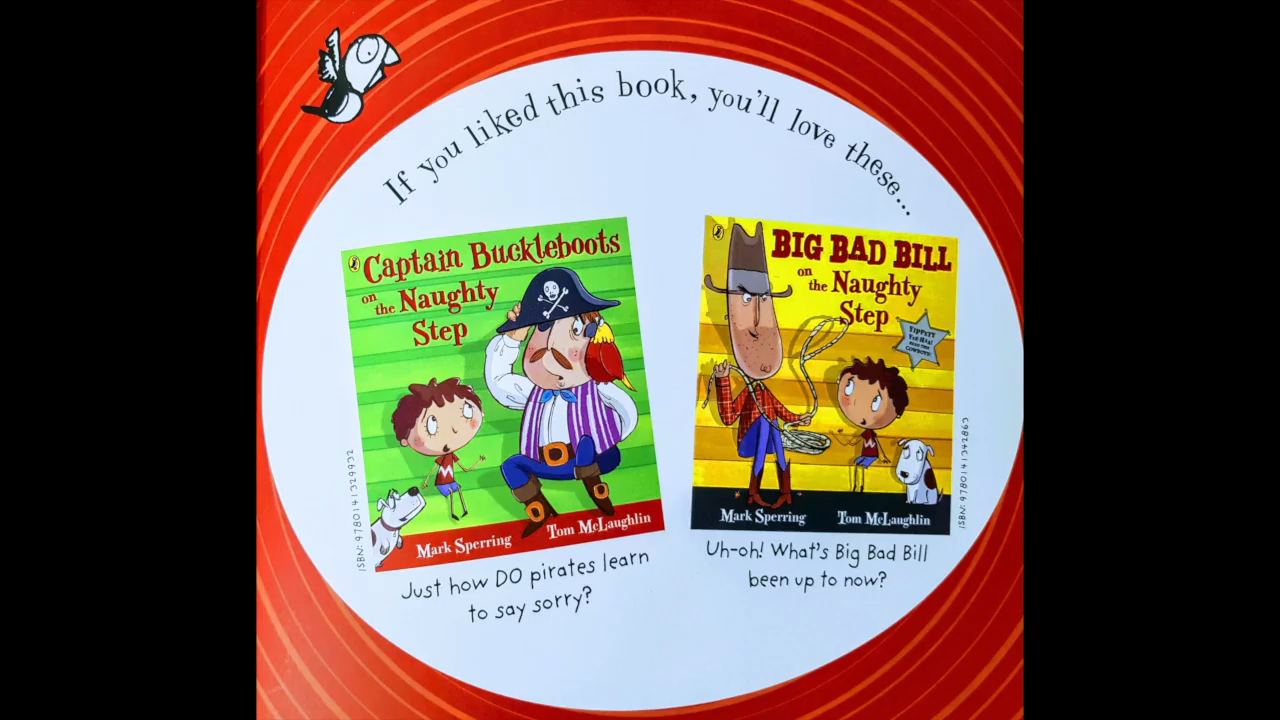 If you liked this book, you'll love these...
Captain Buckleboots
on the Naughty
Step
Mark Sperring
Tom McLaughlin
ISBN: 9780141329932
Just how DO pirates learn
to say sorry?
BIG BAD BILL
on the Naughty
Step
YIPPITY
COWBOYS!
Mark Sperring
Tom McLaughlin
ISBN: 9780141342863
Uh-oh! What's Big Bad Bill
been up to now?